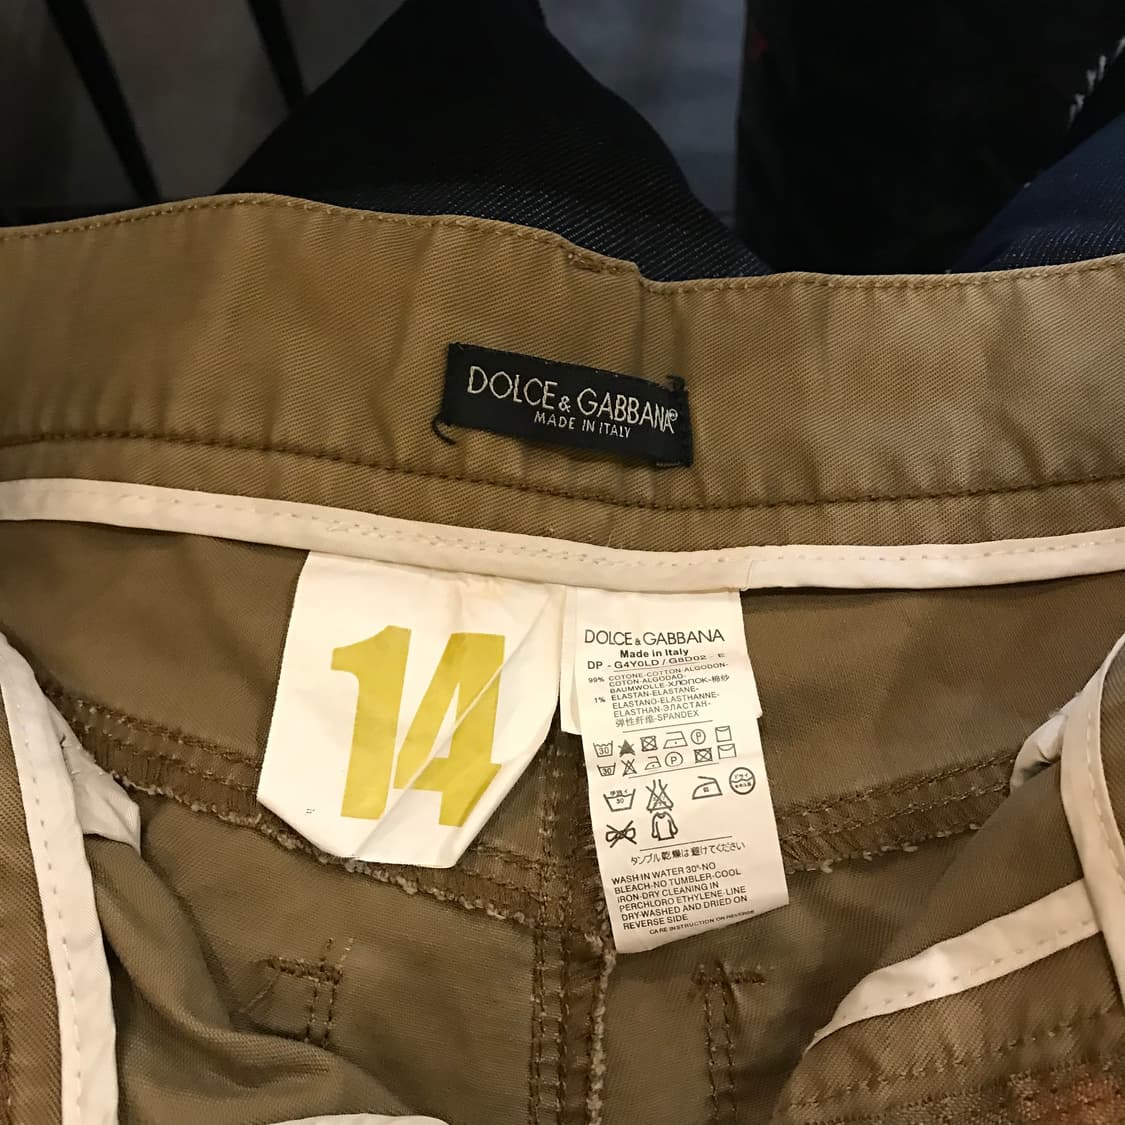 DOLCE & GABBANA®
MADE IN ITALY
14
DOLCE & GABBANA
Made in Italy
DP - G4Y0LD / G8D02 - E
99% COTONE-COTTON-ALGODON-
COTON-ALGODAO-
BAUMWOLLE-ХЛОПОК-棉纱
1% ELASTAN-ELASTANE-
ELASTANO-ELASTHANNE-
ELASTHAN-ЭЛАСТАН-
弹性纤维-SPANDEX
30 P
30 P
30
タンブル乾燥は避けてください
WASH IN WATER 30°-NO
BLEACH-NO TUMBLER-COOL
IRON-DRY CLEANING IN
PERCHLORO ETHYLENE-LINE
DRY-WASHED AND DRIED ON
REVERSE SIDE
CARE INSTRUCTION ON REVERSE